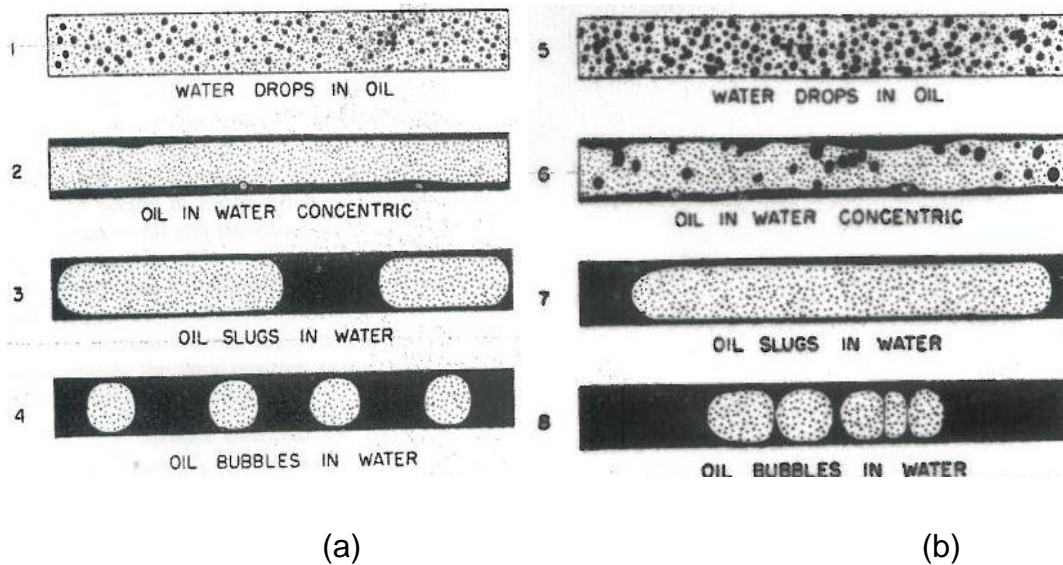 1
WATER DROPS IN OIL
2
OIL IN WATER CONCENTRIC
3
OIL SLUGS IN WATER
4
OIL BUBBLES IN WATER
(a)
5
WATER DROPS IN OIL
6
OIL IN WATER CONCENTRIC
7
OIL SLUGS IN WATER
8
OIL BUBBLES IN WATER
(b)